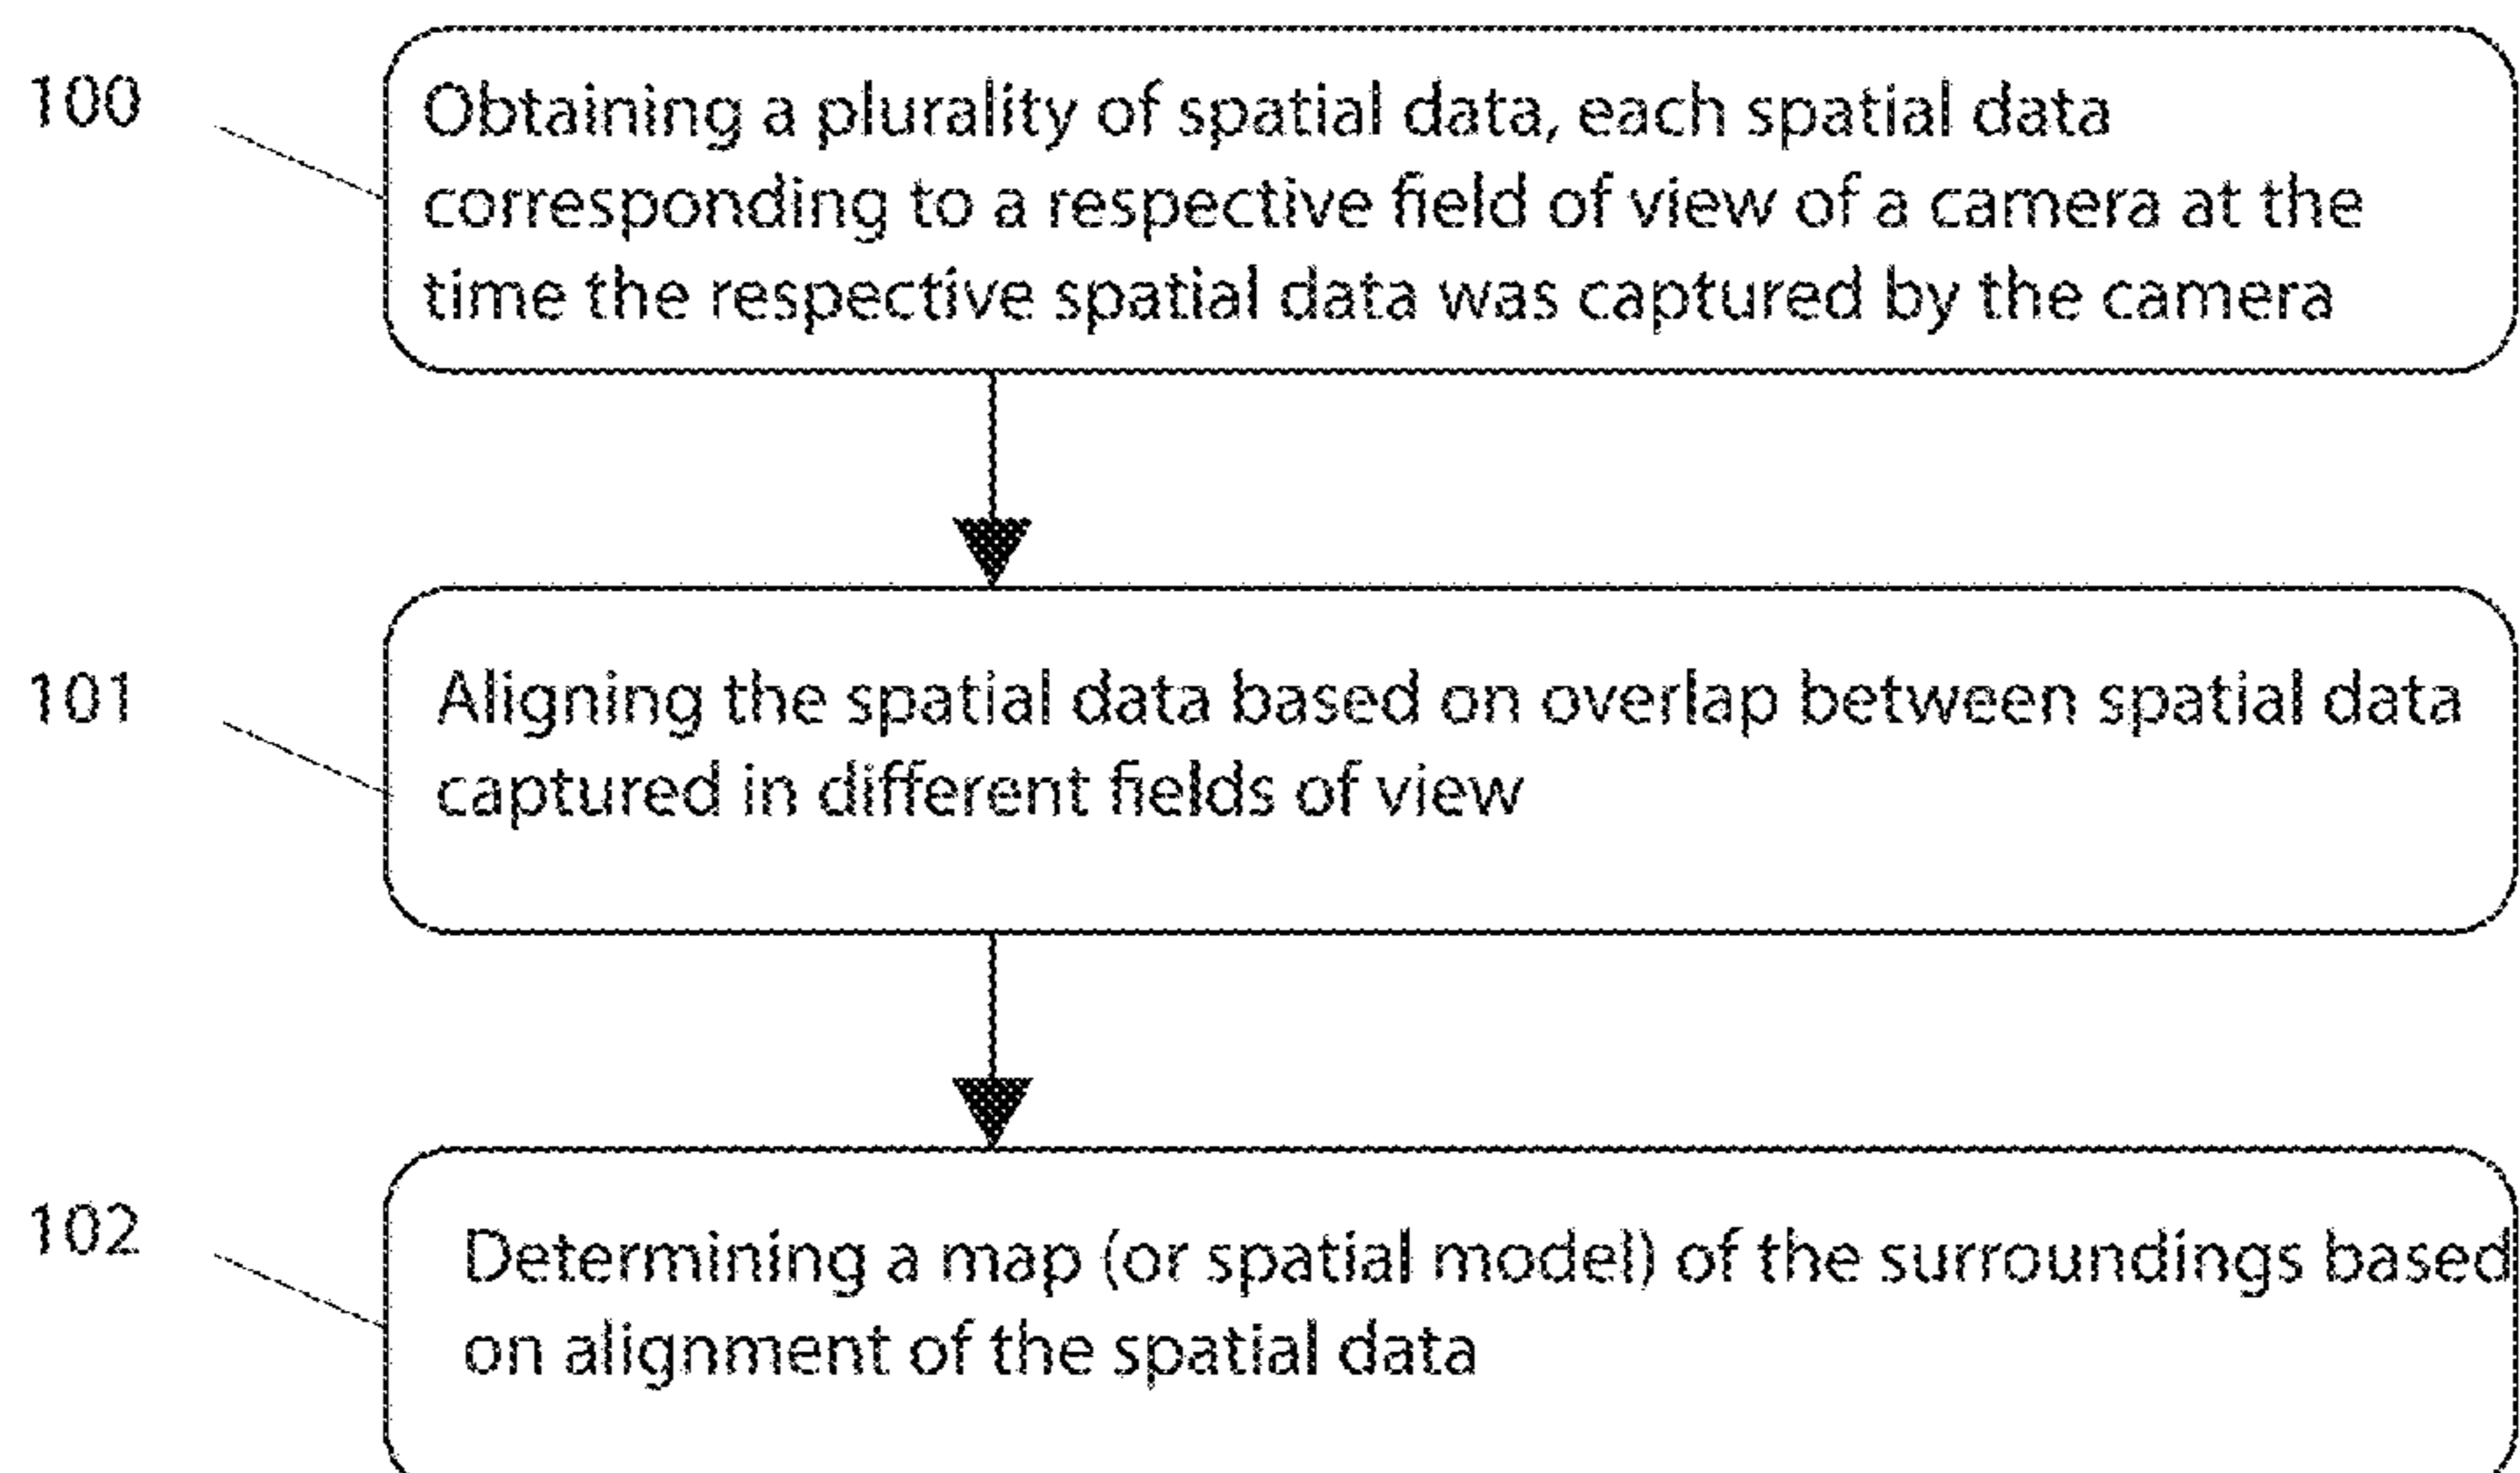 100
Obtaining a plurality of spatial data, each spatial data
corresponding to a respective field of view of a camera at the
time the respective spatial data was captured by the camera
101
Aligning the spatial data based on overlap between spatial data
captured in different fields of view
102
Determining a map (or spatial model) of the surroundings based
on alignment of the spatial data